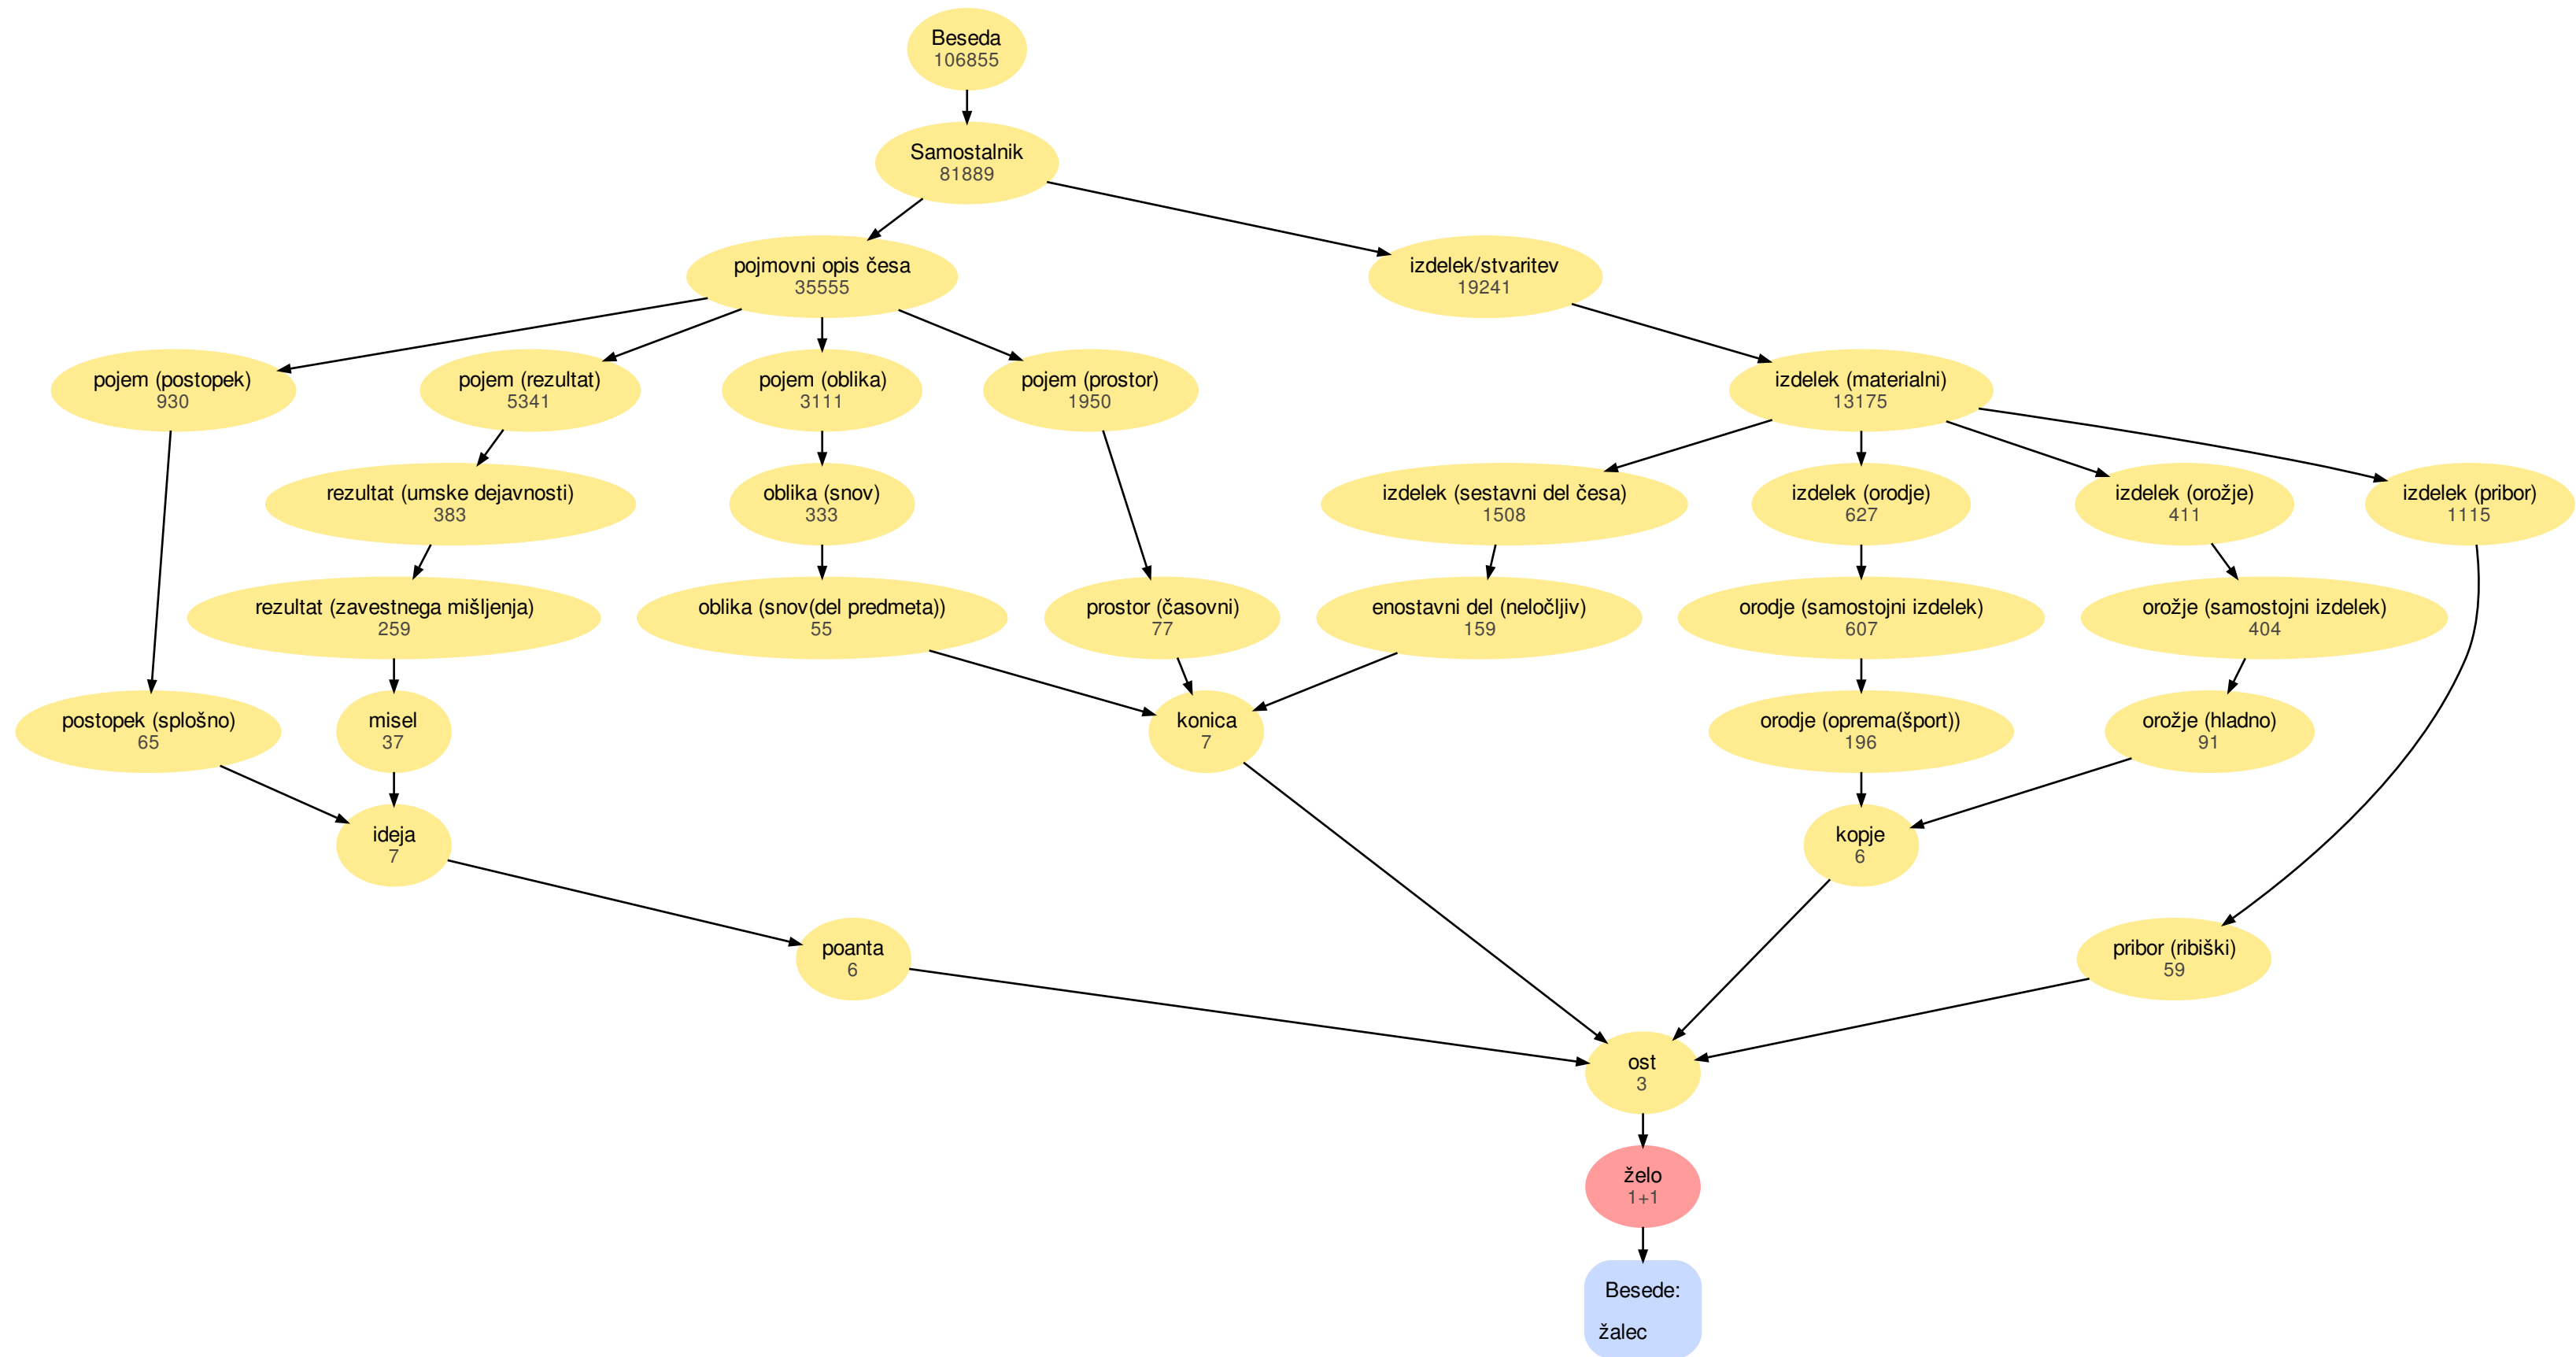 Beseda
106855
Samostalnik
81889
pojmovni opis česa
35555
izdelek/stvaritev
19241
pojem (postopek)
930
pojem (rezultat)
5341
pojem (oblika)
3111
pojem (prostor)
1950
izdelek (materialni)
13175
rezultat (umske dejavnosti)
383
oblika (snov)
333
izdelek (sestavni del česa)
1508
izdelek (orodje)
627
izdelek (orožje)
411
izdelek (pribor)
1115
rezultat (zavestnega mišljenja)
259
oblika (snov(del predmeta))
55
prostor (časovni)
77
enostavni del (neločljiv)
159
orodje (samostojni izdelek)
607
orožje (samostojni izdelek)
404
postopek (splošno)
65
misel
37
konica
7
orodje (oprema(šport))
196
orožje (hladno)
91
ideja
7
kopje
6
poanta
6
pribor (ribiški)
59
ost
3
želo
1+1
Besede:
žalec